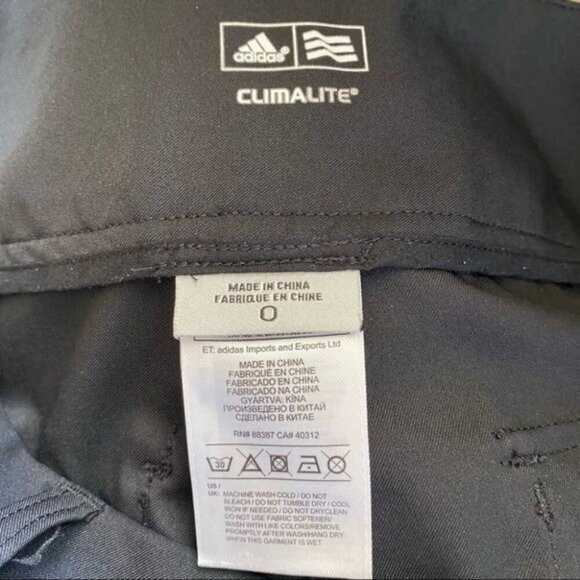 adidas
CLIMALITE®
MADE IN CHINA
FABRIQUE EN CHINE
0
ET: adidas Imports and Exports Ltd
MADE IN CHINA
FABRIQUÉ EN CHINE
FABRICADO EN CHINA
FABRICADO NA CHINA
GYÁRTVA: KÍNA
ПРОИЗВЕДЕНО В КИТАЙ
СДЕЛАНО В КИТАЕ
RN# 88387 CA# 40312
30
US /
UK: MACHINE WASH COLD / DO NOT
BLEACH / DO NOT TUMBLE DRY / COOL
IRON IF NEEDED / DO NOT DRYCLEAN
DO NOT USE FABRIC SOFTENER/
WASH WITH LIKE COLORS/REMOVE
PROMPTLY AFTER WASH/HANG DRY
WHEN THIS GARMENT IS WET